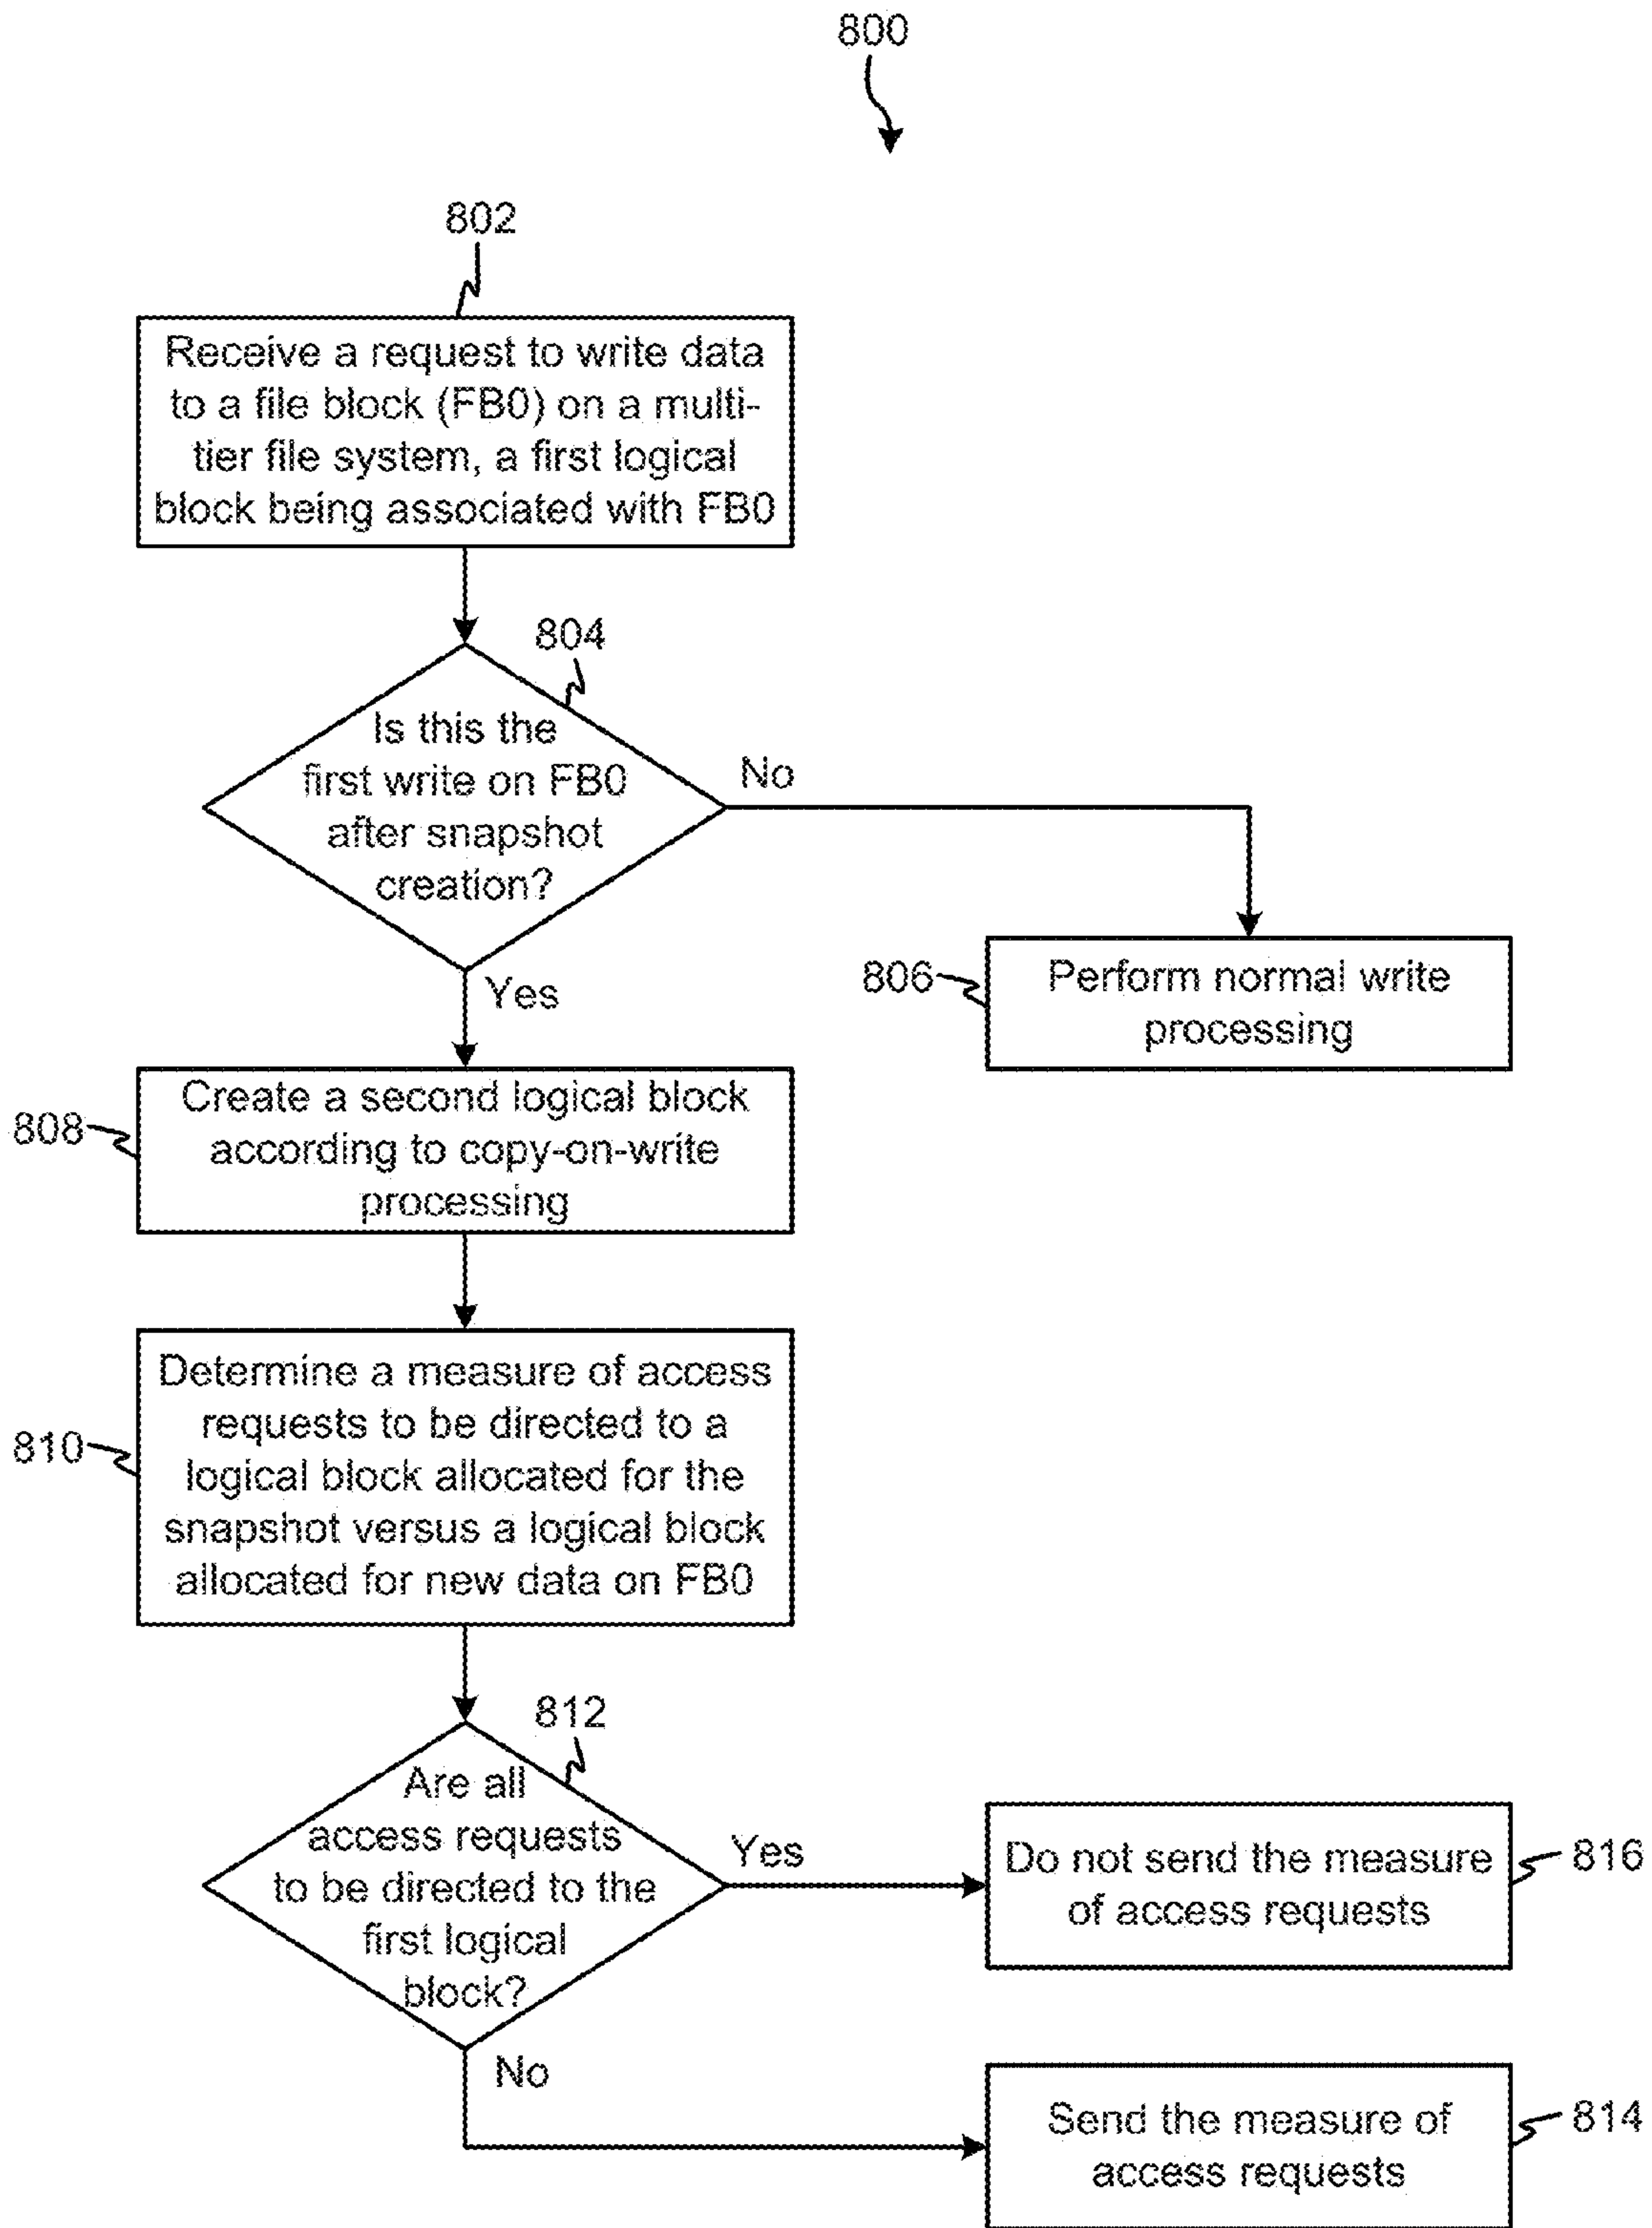 800
802
Receive a request to write data
to a file block (FB0) on a multi-
tier file system, a first logical
block being associated with FB0
804
Is this the
first write on FB0
after snapshot
creation?
No
Yes
806
Perform normal write
processing
808
Create a second logical block
according to copy-on-write
processing
810
Determine a measure of access
requests to be directed to a
logical block allocated for the
snapshot versus a logical block
allocated for new data on FB0
812
Are all
access requests
to be directed to the
first logical
block?
Yes
Do not send the measure
of access requests
816
No
Send the measure of
access requests
814